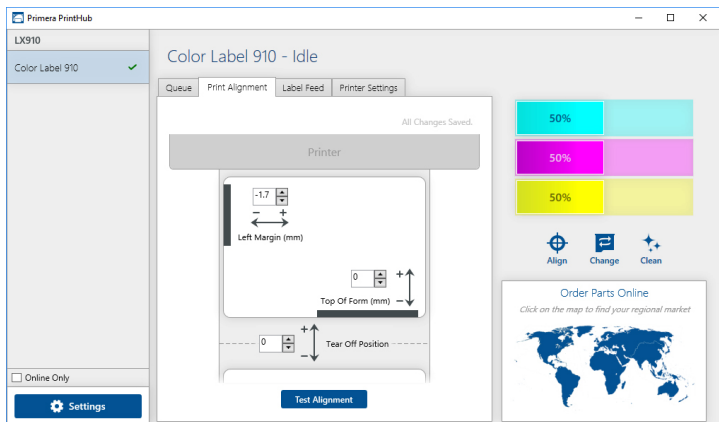 Primera PrintHub
LX910
Color Label 910
Color Label 910 - Idle
Queue
Print Alignment
Label Feed
Printer Settings
All Changes Saved.
Printer
-1.7
- +
Left Margin (mm)
0
+
Top Of Form (mm) -
+
0
Tear Off Position
-
Test Alignment
50%
50%
50%
Align
Change
Clean
Order Parts Online
Click on the map to find your regional market
Online Only
Settings